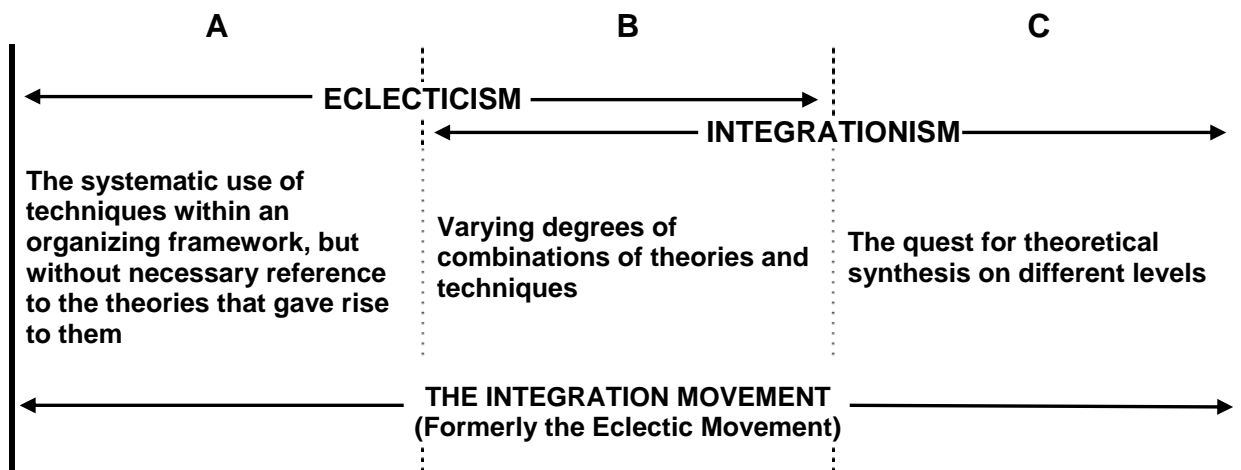 A B C
ECLECTICISM
INTEGRATIONISM
The systematic use of
techniques within an
organizing framework, but
without necessary reference
to the theories that gave rise
to them
Varying degrees of
combinations of theories and
techniques
The quest for theoretical
synthesis on different levels
THE INTEGRATION MOVEMENT
(Formerly the Eclectic Movement)